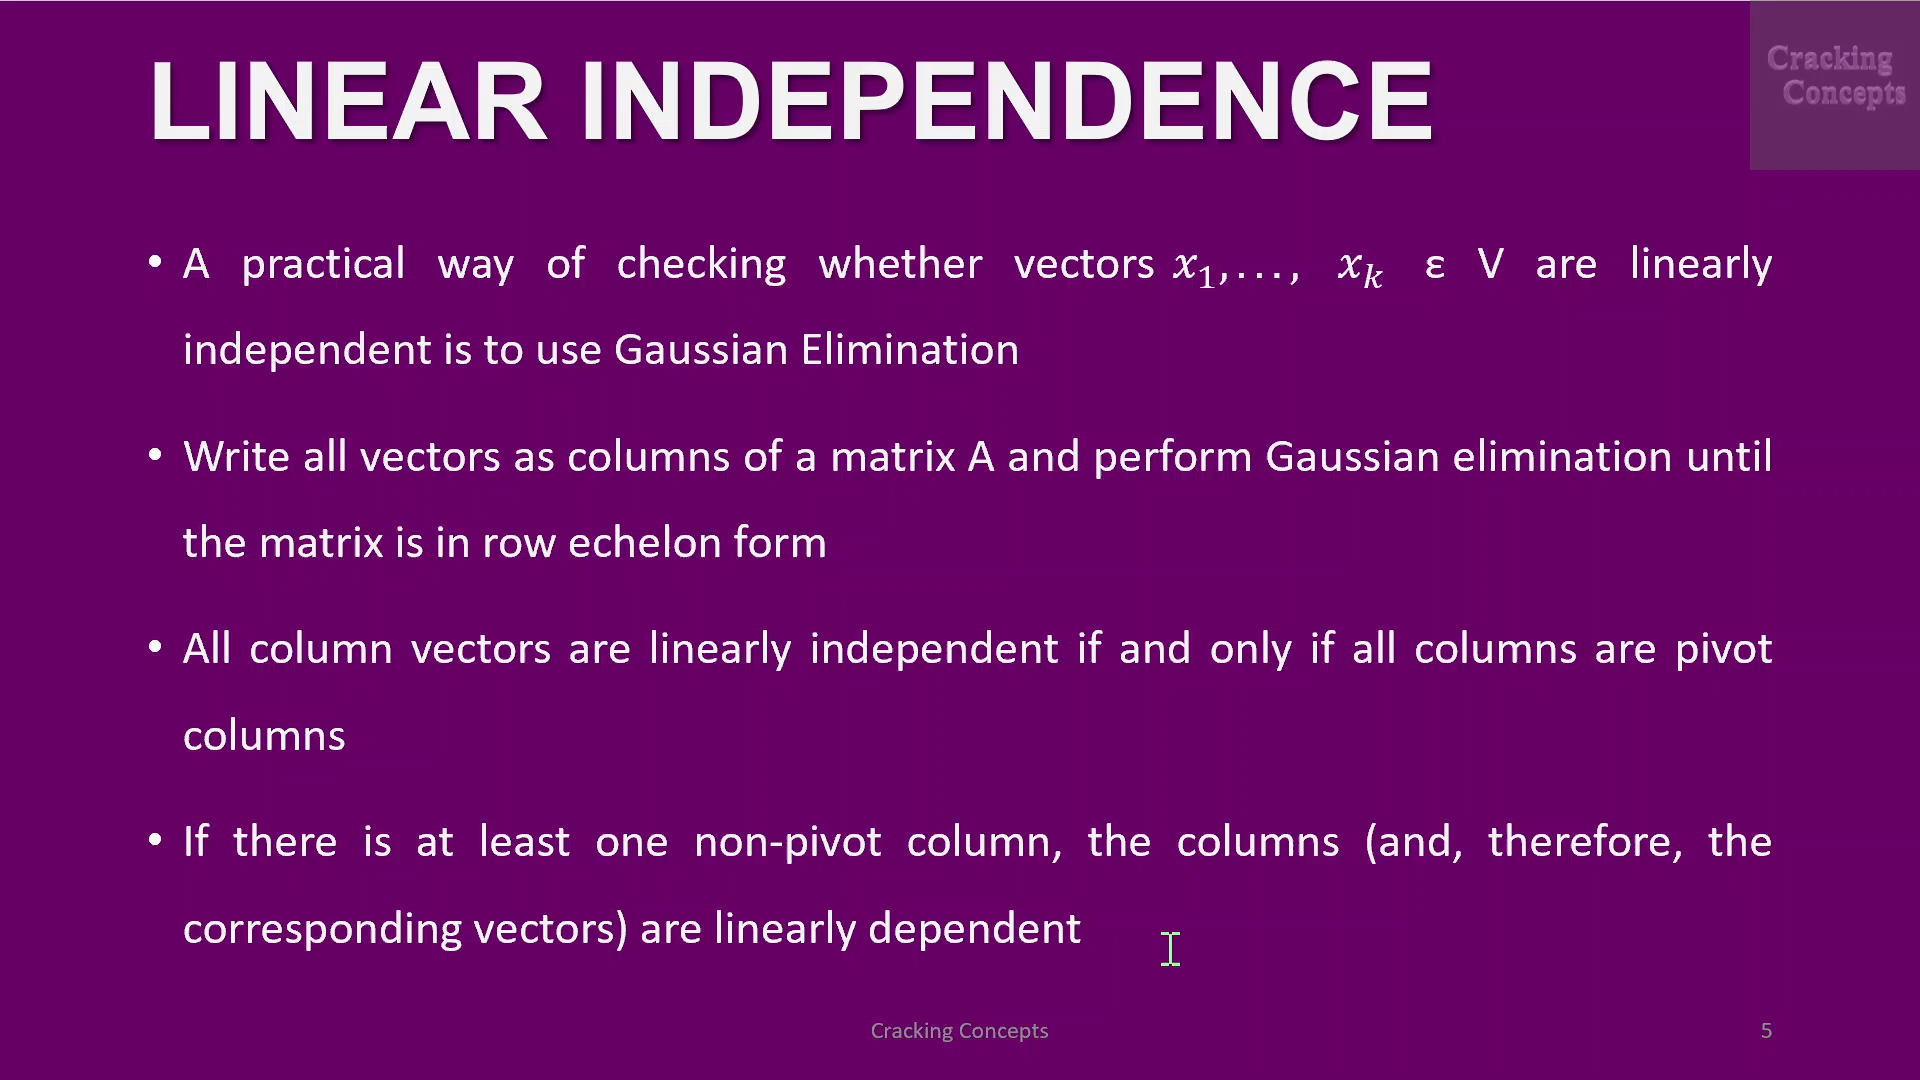 LINEAR INDEPENDENCE
Cracking
Concepts
• A practical way of checking whether vectors x₁,..., xₖ ε V are linearly
independent is to use Gaussian Elimination
• Write all vectors as columns of a matrix A and perform Gaussian elimination until
the matrix is in row echelon form
• All column vectors are linearly independent if and only if all columns are pivot
columns
• If there is at least one non-pivot column, the columns (and, therefore, the
corresponding vectors) are linearly dependent
Cracking Concepts
5